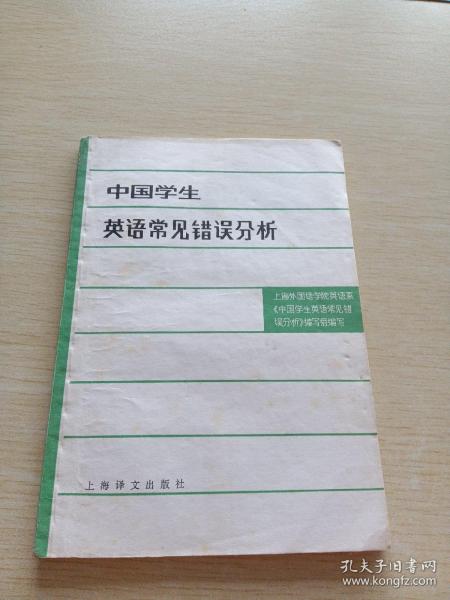 中国学生
英语常见错误分析
上海外国语学院英语系
《中国学生英语常见错
误分析》编写组编写
上海译文出版社
孔夫子旧书网
www.kongfz.com